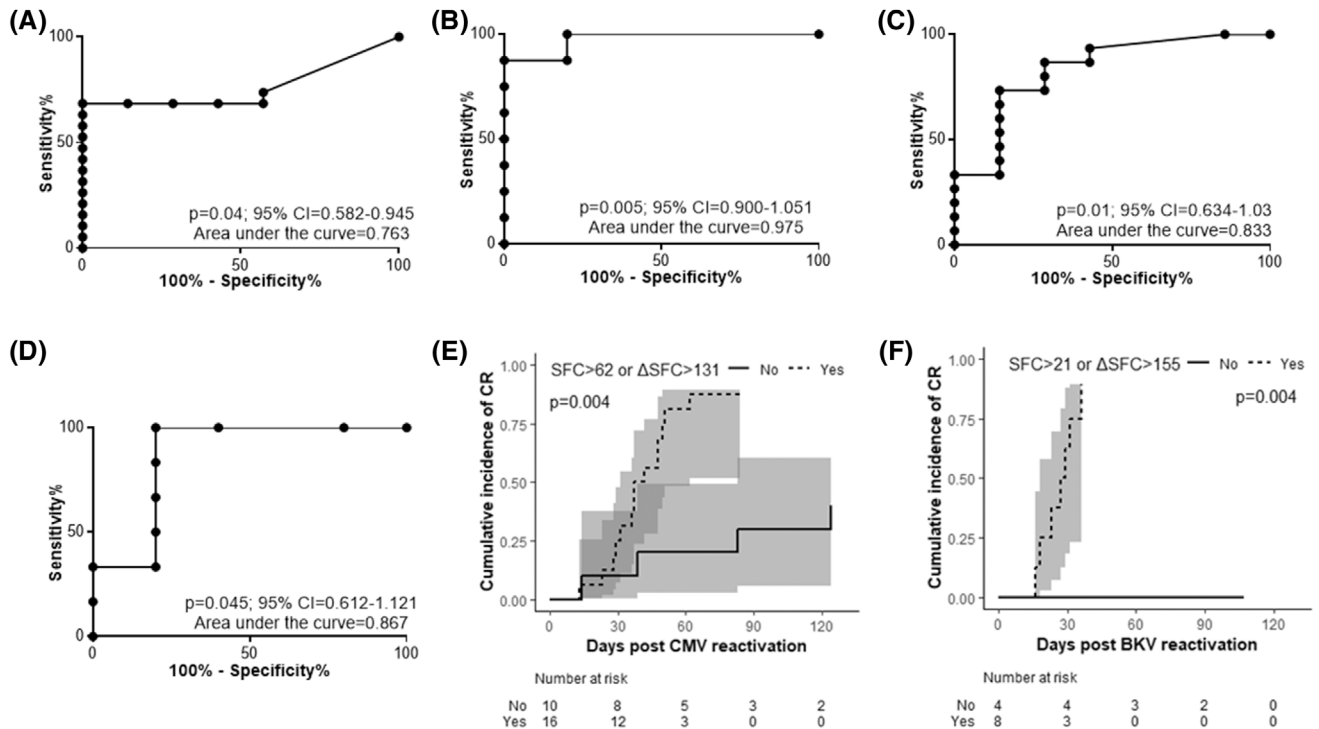 (A)
100
50
0
Sensitivity%
p=0.04; 95% CI=0.582-0.945
Area under the curve=0.763
0 50 100
100% - Specificity%
(B)
100
50
0
Sensitivity%
p=0.005; 95% CI=0.900-1.051
Area under the curve=0.975
0 50 100
100% - Specificity%
(C)
100
50
0
Sensitivity%
p=0.01; 95% CI=0.634-1.03
Area under the curve=0.833
0 50 100
100% - Specificity%
(D)
100
50
0
Sensitivity%
p=0.045; 95% CI=0.612-1.121
Area under the curve=0.867
0 50 100
100% - Specificity%
(E)
Cumulative incidence of CR
1.00
0.75
0.50
0.25
0.00
SFC>62 or ΔSFC>131 No Yes
p=0.004
0 30 60 90 120
Days post CMV reactivation
Number at risk
No 10 8 5 3 2
Yes 16 12 3 0 0
(F)
Cumulative incidence of CR
1.00
0.75
0.50
0.25
0.00
SFC>21 or ΔSFC>155 No Yes
p=0.004
0 30 60 90 120
Days post BKV reactivation
Number at risk
No 4 4 3 2 0
Yes 8 3 0 0 0